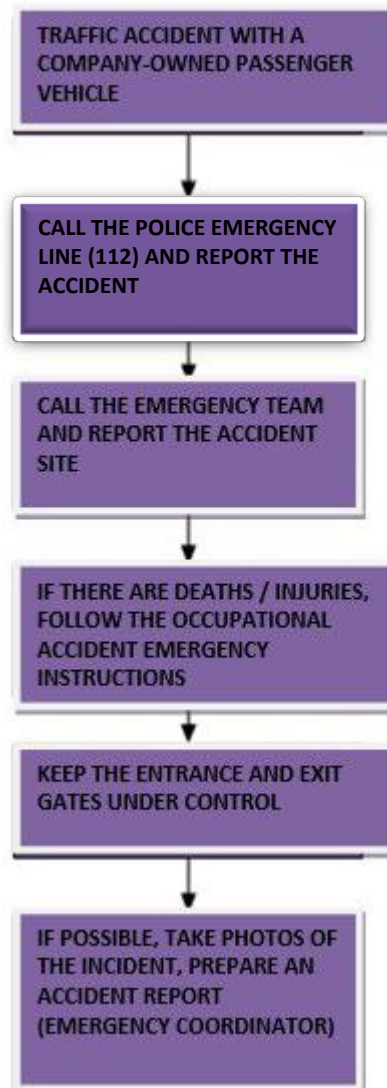 TRAFFIC ACCIDENT WITH A
COMPANY-OWNED PASSENGER
VEHICLE
CALL THE POLICE EMERGENCY
LINE (112) AND REPORT THE
ACCIDENT
CALL THE EMERGENCY TEAM
AND REPORT THE ACCIDENT
SITE
IF THERE ARE DEATHS / INJURIES,
FOLLOW THE OCCUPATIONAL
ACCIDENT EMERGENCY
INSTRUCTIONS
KEEP THE ENTRANCE AND EXIT
GATES UNDER CONTROL
IF POSSIBLE, TAKE PHOTOS OF
THE INCIDENT, PREPARE AN
ACCIDENT REPORT
(EMERGENCY COORDINATOR)